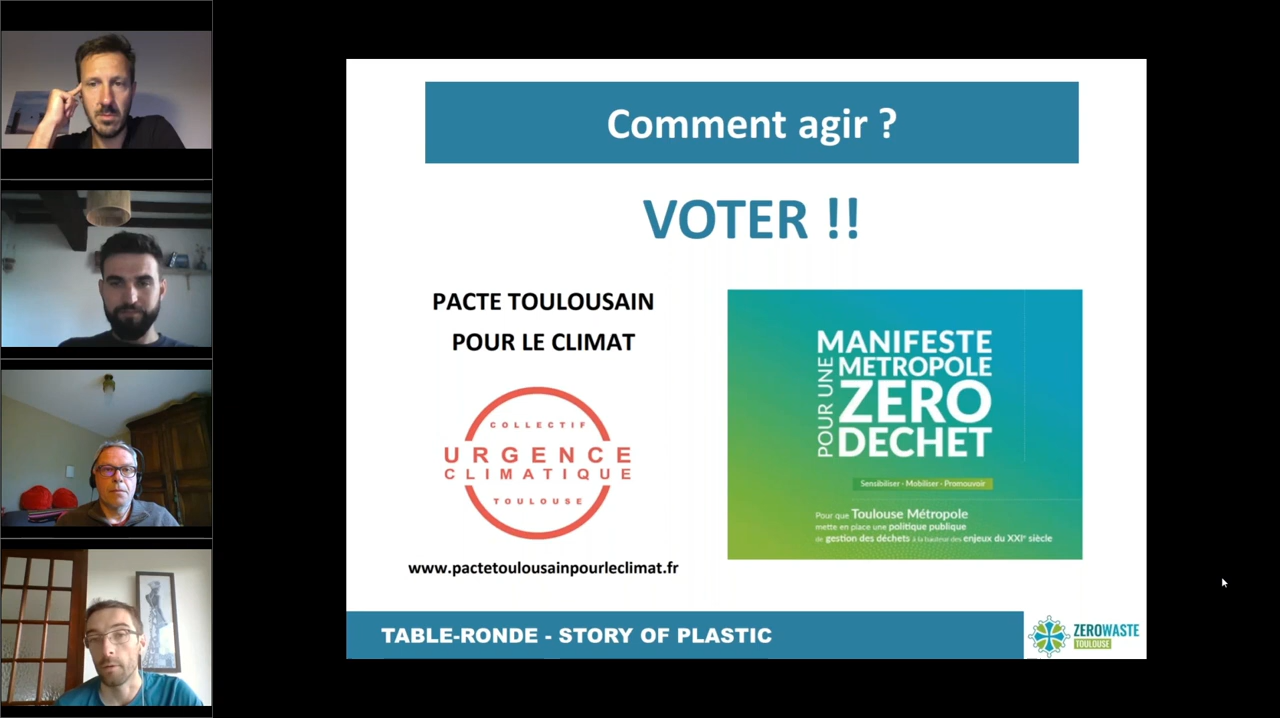 Comment agir ?
VOTER !!
PACTE TOULOUSAIN
POUR LE CLIMAT
COLLECTIF
URGENCE
CLIMATIQUE
TOULOUSE
www.pactetoulousainpourleclimat.fr
MANIFESTE
POUR UNE
METROPOLE
ZERO
DECHET
Sensibiliser - Mobiliser - Promouvoir
Pour que Toulouse Métropole
mette en place une politique publique
de gestion des déchets à la hauteur des enjeux du XXIe siècle
TABLE-RONDE - STORY OF PLASTIC
ZEROWASTE
TOULOUSE